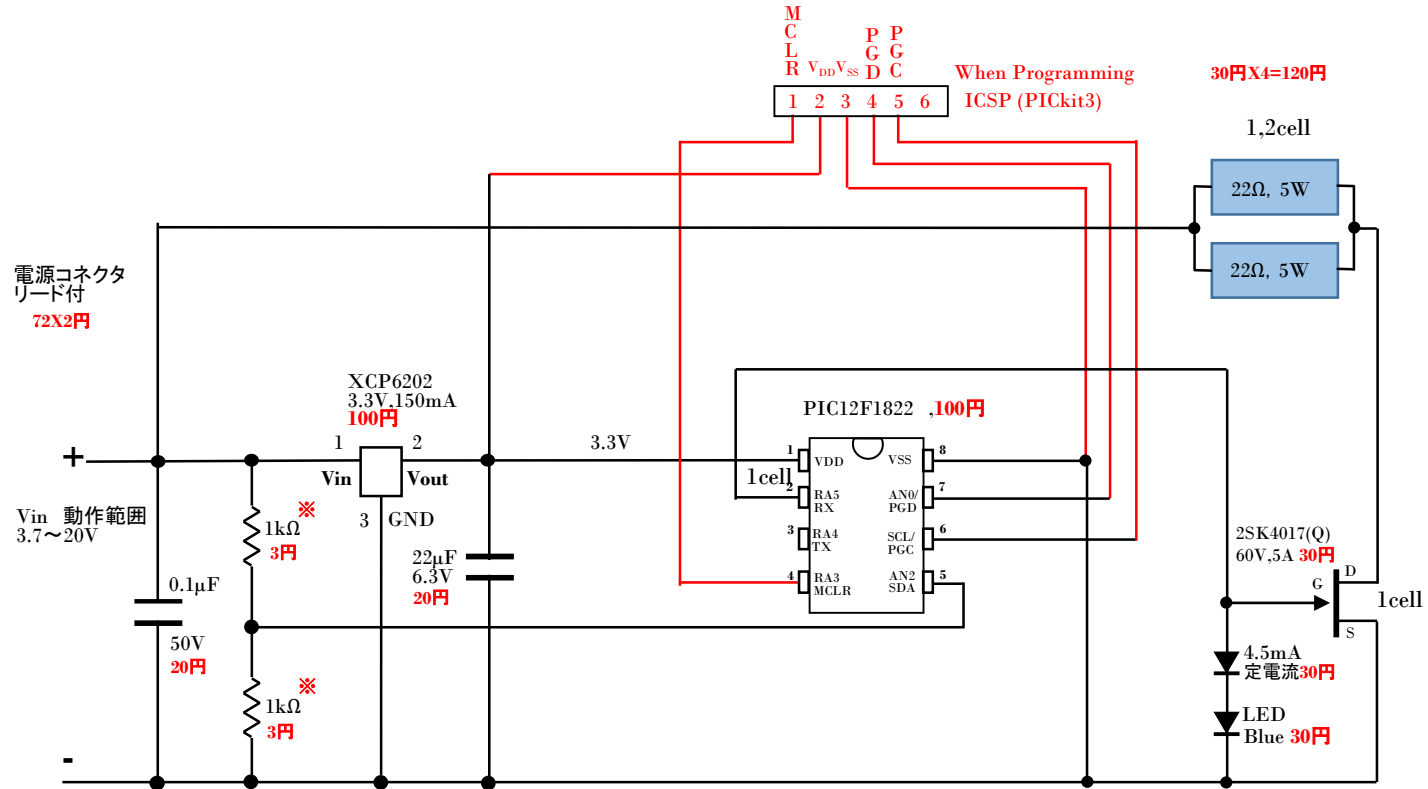 MCLR
VDD VSS
PGD
PGC
When Programming
ICSP (PICkit3)
1 2 3 4 5 6
30円X4=120円
1,2cell
22Ω, 5W
22Ω, 5W
電源コネクタ
リード付
72X2円
XCP6202
3.3V,150mA
100円
1 2
Vin Vout
3 GND
3.3V
PIC12F1822 ,100円
1cell
1 VDD
2 RA5
RX
3 RA4
TX
4 RA3
MCLR
VSS 8
AN0/ 7
PGD
SCL/ 6
PGC
AN2 5
SDA
+
Vin 動作範囲
3.7～20V
1kΩ ※
3円
0.1μF
50V
20円
22μF
6.3V
20円
1kΩ ※
3円
-
2SK4017(Q)
60V,5A 30円
G D
S
1cell
4.5mA
定電流30円
LED
Blue 30円